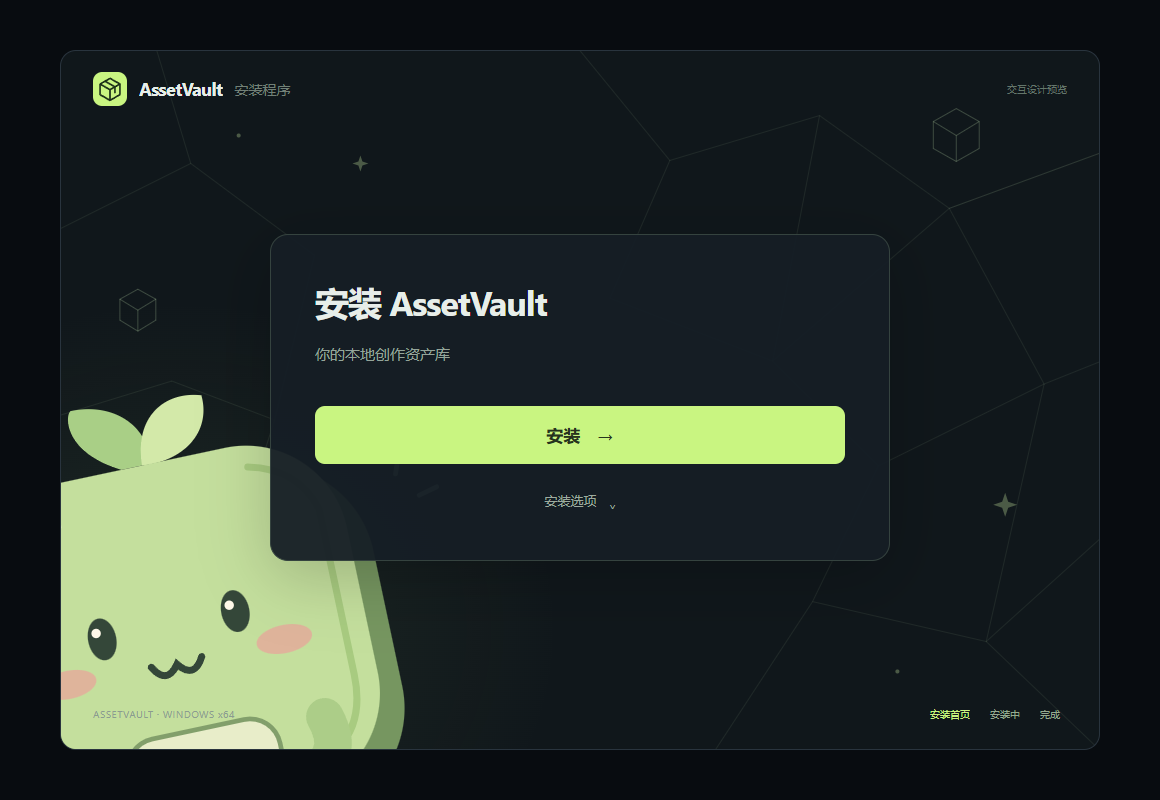 AssetVault 安装程序
交互设计预览
安装 AssetVault
你的本地创作资产库
安装 →
安装选项
ASSETVAULT · WINDOWS x64
安装首页 安装中 完成